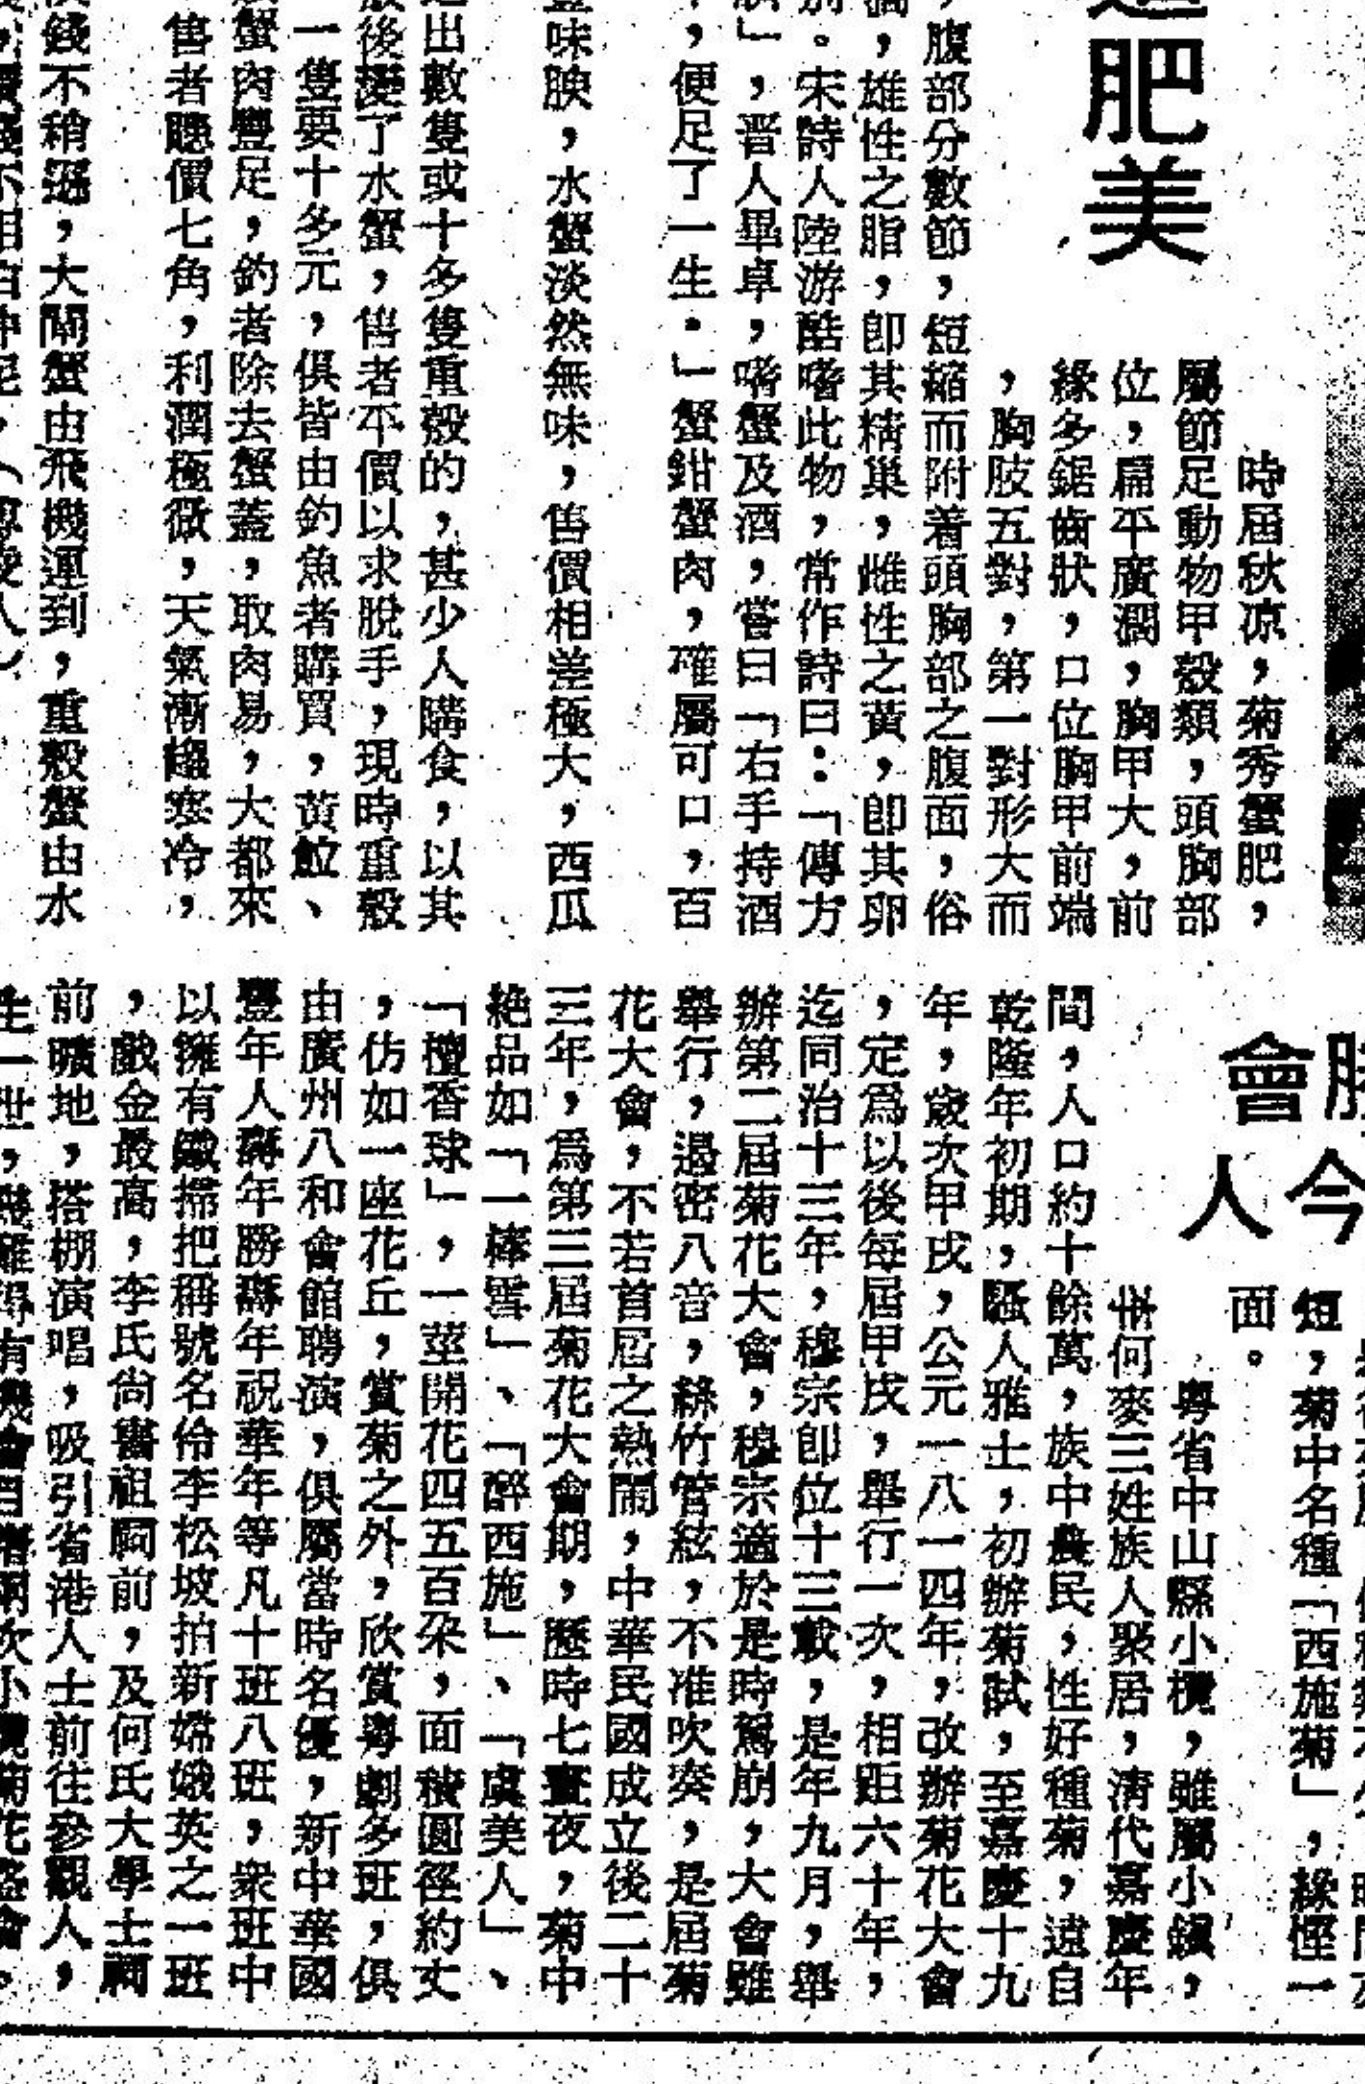 肥美
時屆秋凉，菊秀蟹肥，
屬節足動物甲殼類，頭胸部
位，扁平廣濶，胸甲大，前
緣多鋸齒狀，口位胸甲前端
，胸肢五對，第一對形大而
，腹部分數節，短縮而附着頭胸部之腹面，俗
，雄性之脂，卽其精巢，雌性之黃，卽其卵
別。宋詩人陸游酷嗜此物，常作詩曰：「傳方
」，晋人畢卓，嗜蟹及酒，嘗曰「右手持酒
，便足了一生．」蟹鉗蟹肉，確屬可口，百
味腴，水蟹淡然無味，售價相差極大，西瓜
出數隻或十多隻重殼的，甚少人購食，以其
後變了水蟹，售者平價以求脫手，現時重殼
一隻要十多元，俱皆由釣魚者購買，黃、
蟹肉豐足，釣者除去蟹蓋，取肉易，大都來
售者聽價七角，利潤極微，天氣漸趨寒冷，
錢不稍遜，大閘蟹由飛機運到，重殼蟹由水
今
會人
短，菊中名種「西施菊」，緣慳一
面。
粤省中山縣小欖，雖屬小鎮，
州何麥三姓族人聚居，清代嘉慶年
間，人口約十餘萬，族中農民，性好種菊，遠自
乾隆年初期，騷人雅士，初辦菊試，至嘉慶十九
年，歲次甲戌，公元一八一四年，改辦菊花大會
，定爲以後每屆甲戌，舉行一次，相距六十年，
迄同治十三年，穆宗卽位十三載，是年九月，舉
辦第二屆菊花大會，穆宗適於是時駕崩，大會雖
舉行，遏密八音，絲竹管絃，不准吹奏，是屆菊
花大會，不若首屆之熱鬧，中華民國成立後二十
三年，爲第三屆菊花大會期，歷時七晝夜，菊中
絕品如「一捧雪」、「醉西施」、「虞美人」、
「檀香球」，一莖開花四五百朶，面積圓徑約丈
，仿如一座花丘，賞菊之外，欣賞粤劇多班，俱
由廣州八和會館聘演，俱屬當時名優，新中華國
豐年人壽年勝壽年祝華年等凡十班八班，衆班中
以擁有鐵掃把稱號名伶李松坡拍新嫦娥英之一班
，戲金最高，李氏尙書祖祠前，及何氏大學士祠
前曠地，搭棚演唱，吸引省港人士前往參觀人，